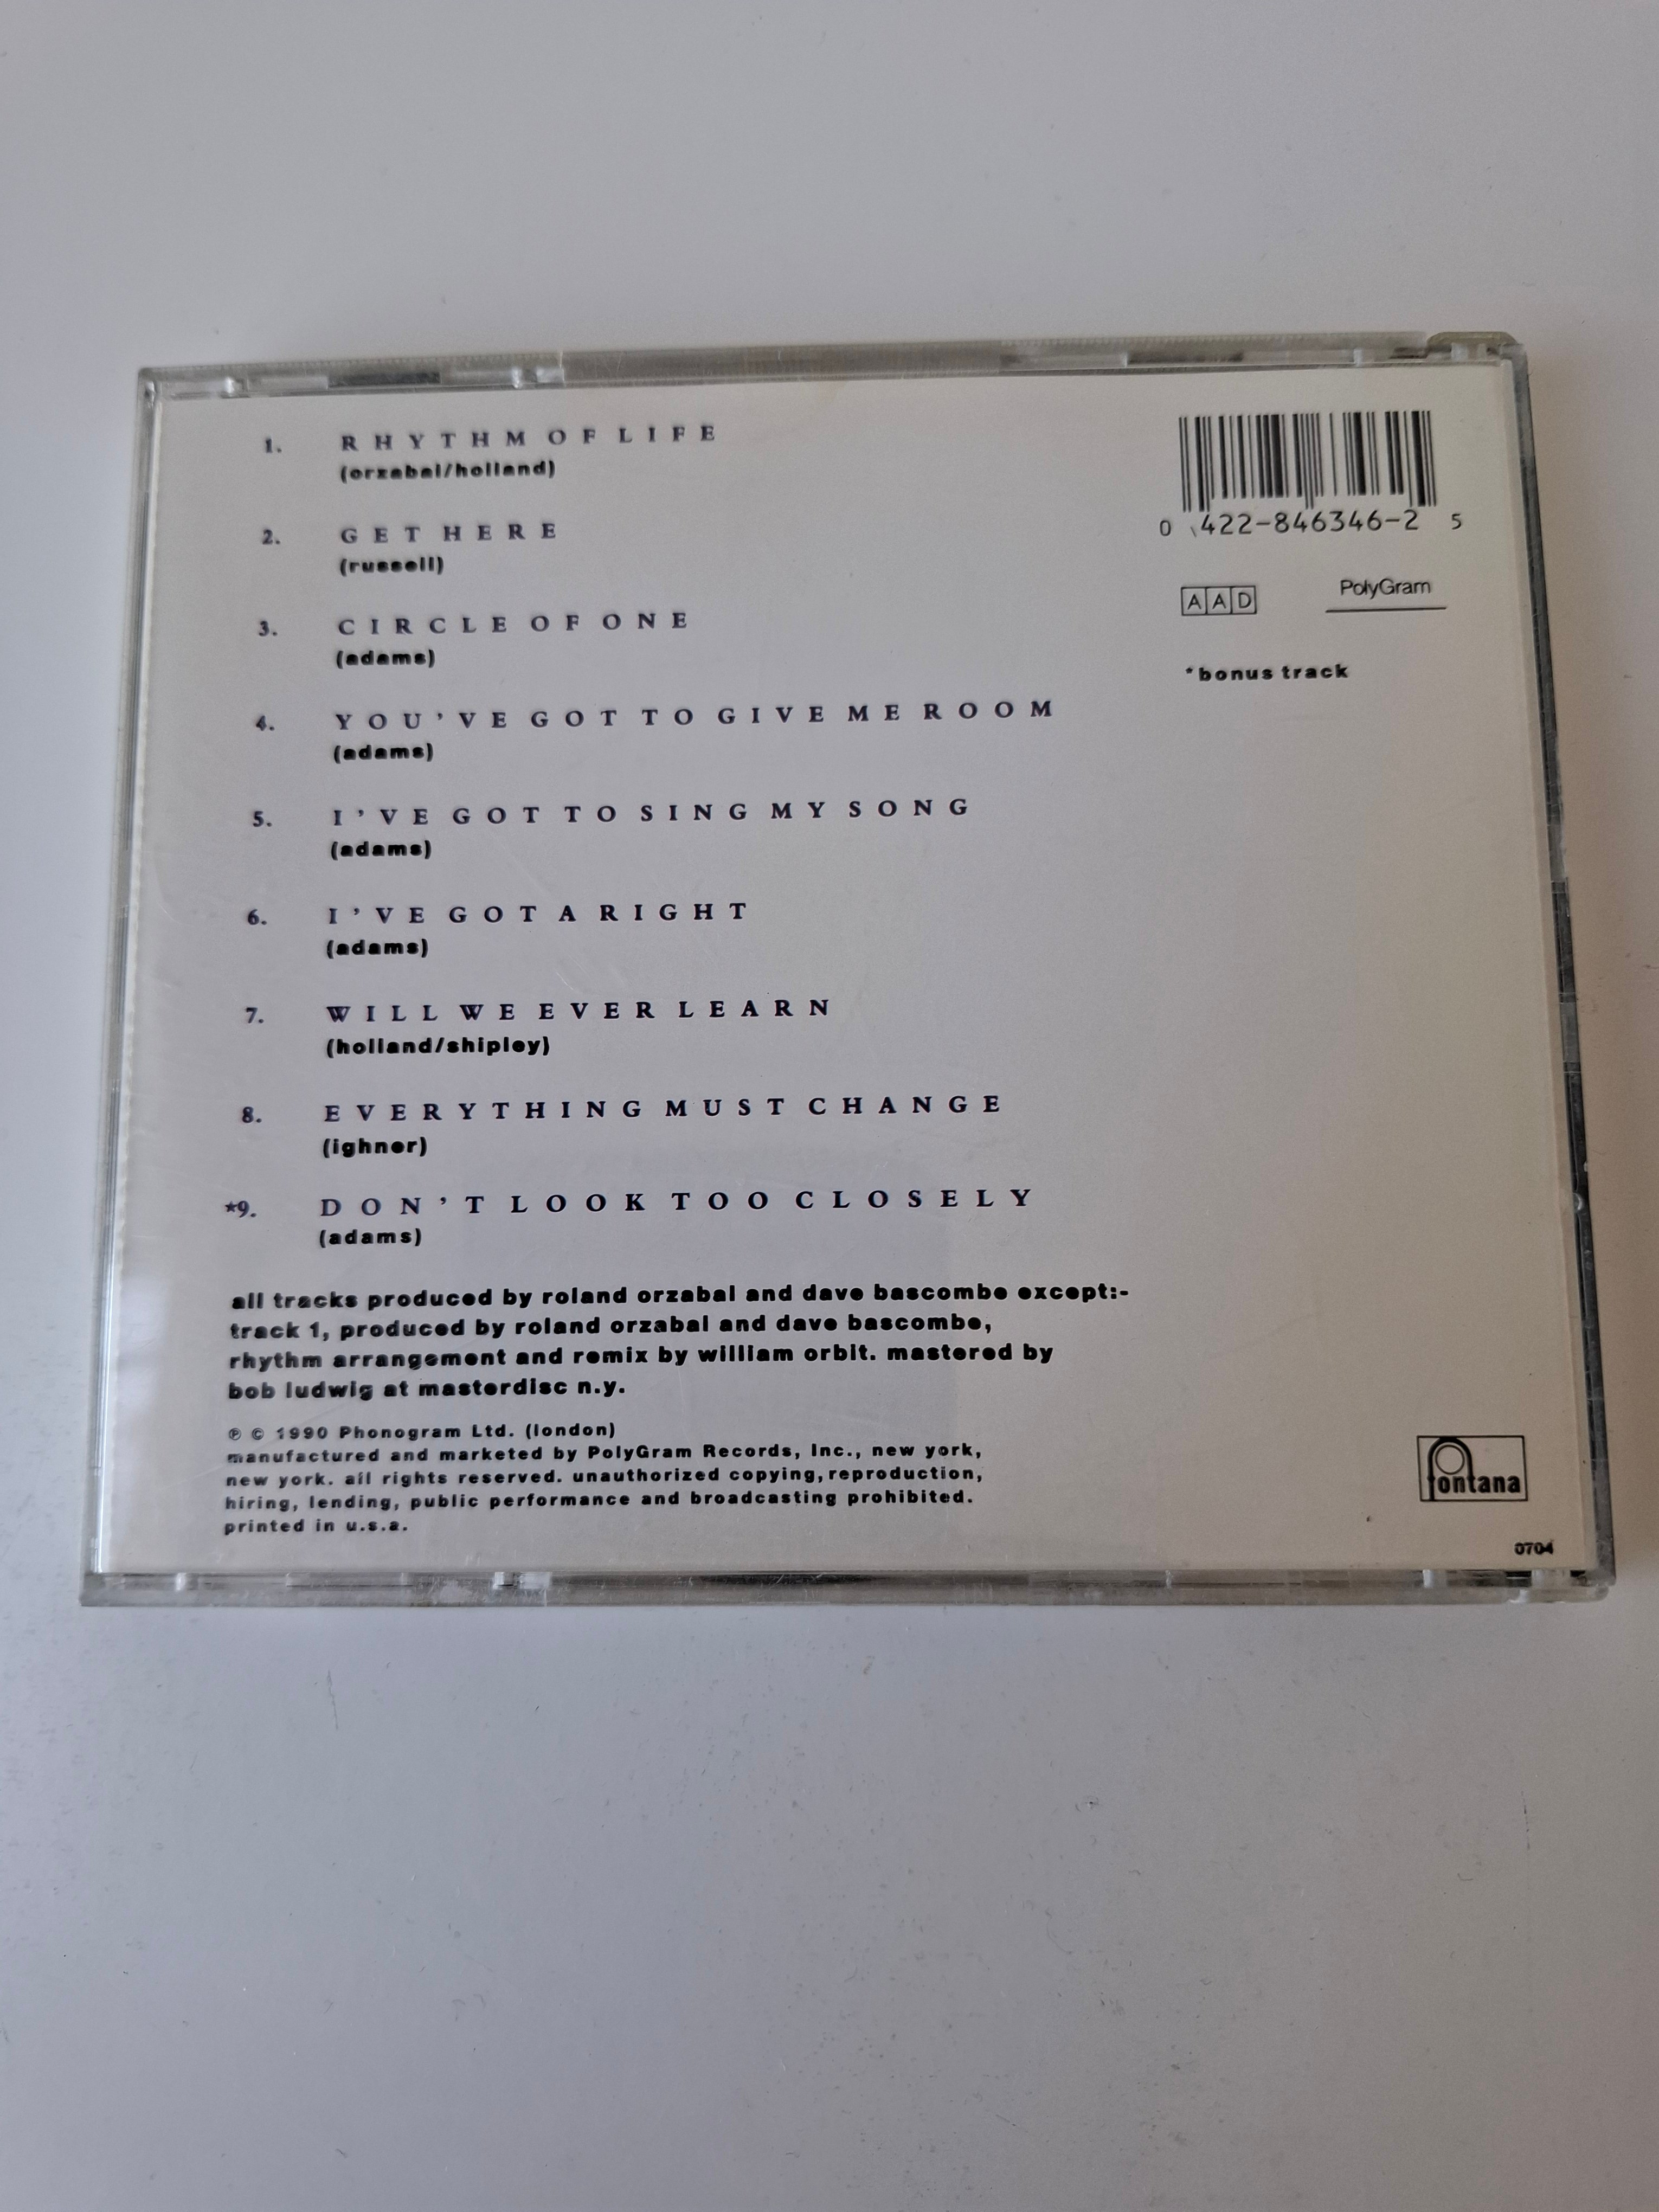 1. RHYTHM OF LIFE
(orzabal/holland)
2. GET HERE
(russell)
3. CIRCLE OF ONE
(adams)
4. YOU'VE GOT TO GIVE ME ROOM
(adams)
5. I'VE GOT TO SING MY SONG
(adams)
6. I'VE GOT A RIGHT
(adams)
7. WILL WE EVER LEARN
(holland/shipley)
8. EVERYTHING MUST CHANGE
(ighner)
*9. DON'T LOOK TOO CLOSELY
(adams)
all tracks produced by roland orzabal and dave bascombe except:-
track 1, produced by roland orzabal and dave bascombe,
rhythm arrangement and remix by william orbit. mastered by
bob ludwig at masterdisc n.y.
℗ © 1990 Phonogram Ltd. (london)
manufactured and marketed by PolyGram Records, Inc., new york,
new york. all rights reserved. unauthorized copying, reproduction,
hiring, lending, public performance and broadcasting prohibited.
printed in u.s.a.
0 422-846346-2 5
AAD PolyGram
*bonus track
fontana
0704